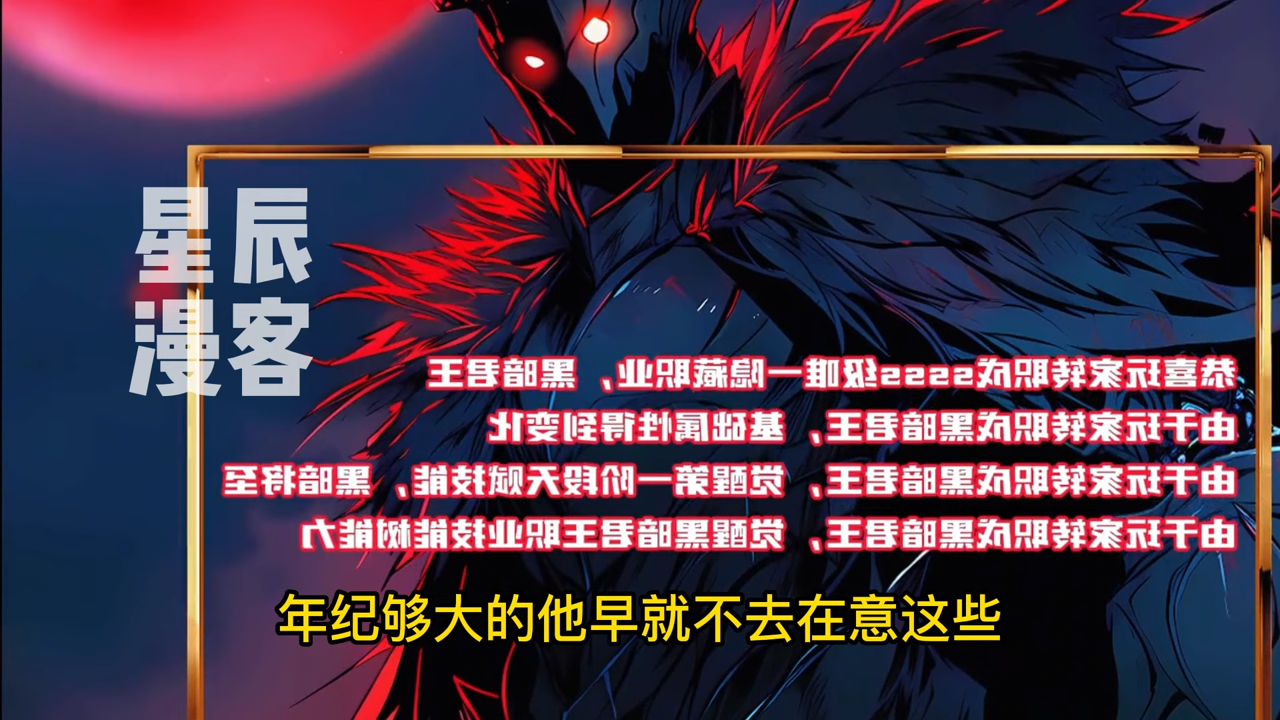 星辰
漫客
恭喜玩家转职成ssss级唯一隐藏职业，黑暗君王
由于玩家转职成黑暗君王，基础属性得到变化
由于玩家转职成黑暗君王，觉醒第一阶段天赋技能，黑暗将至
由于玩家转职成黑暗君王，觉醒黑暗君王职业技能树能力
年纪够大的他早就不去在意这些